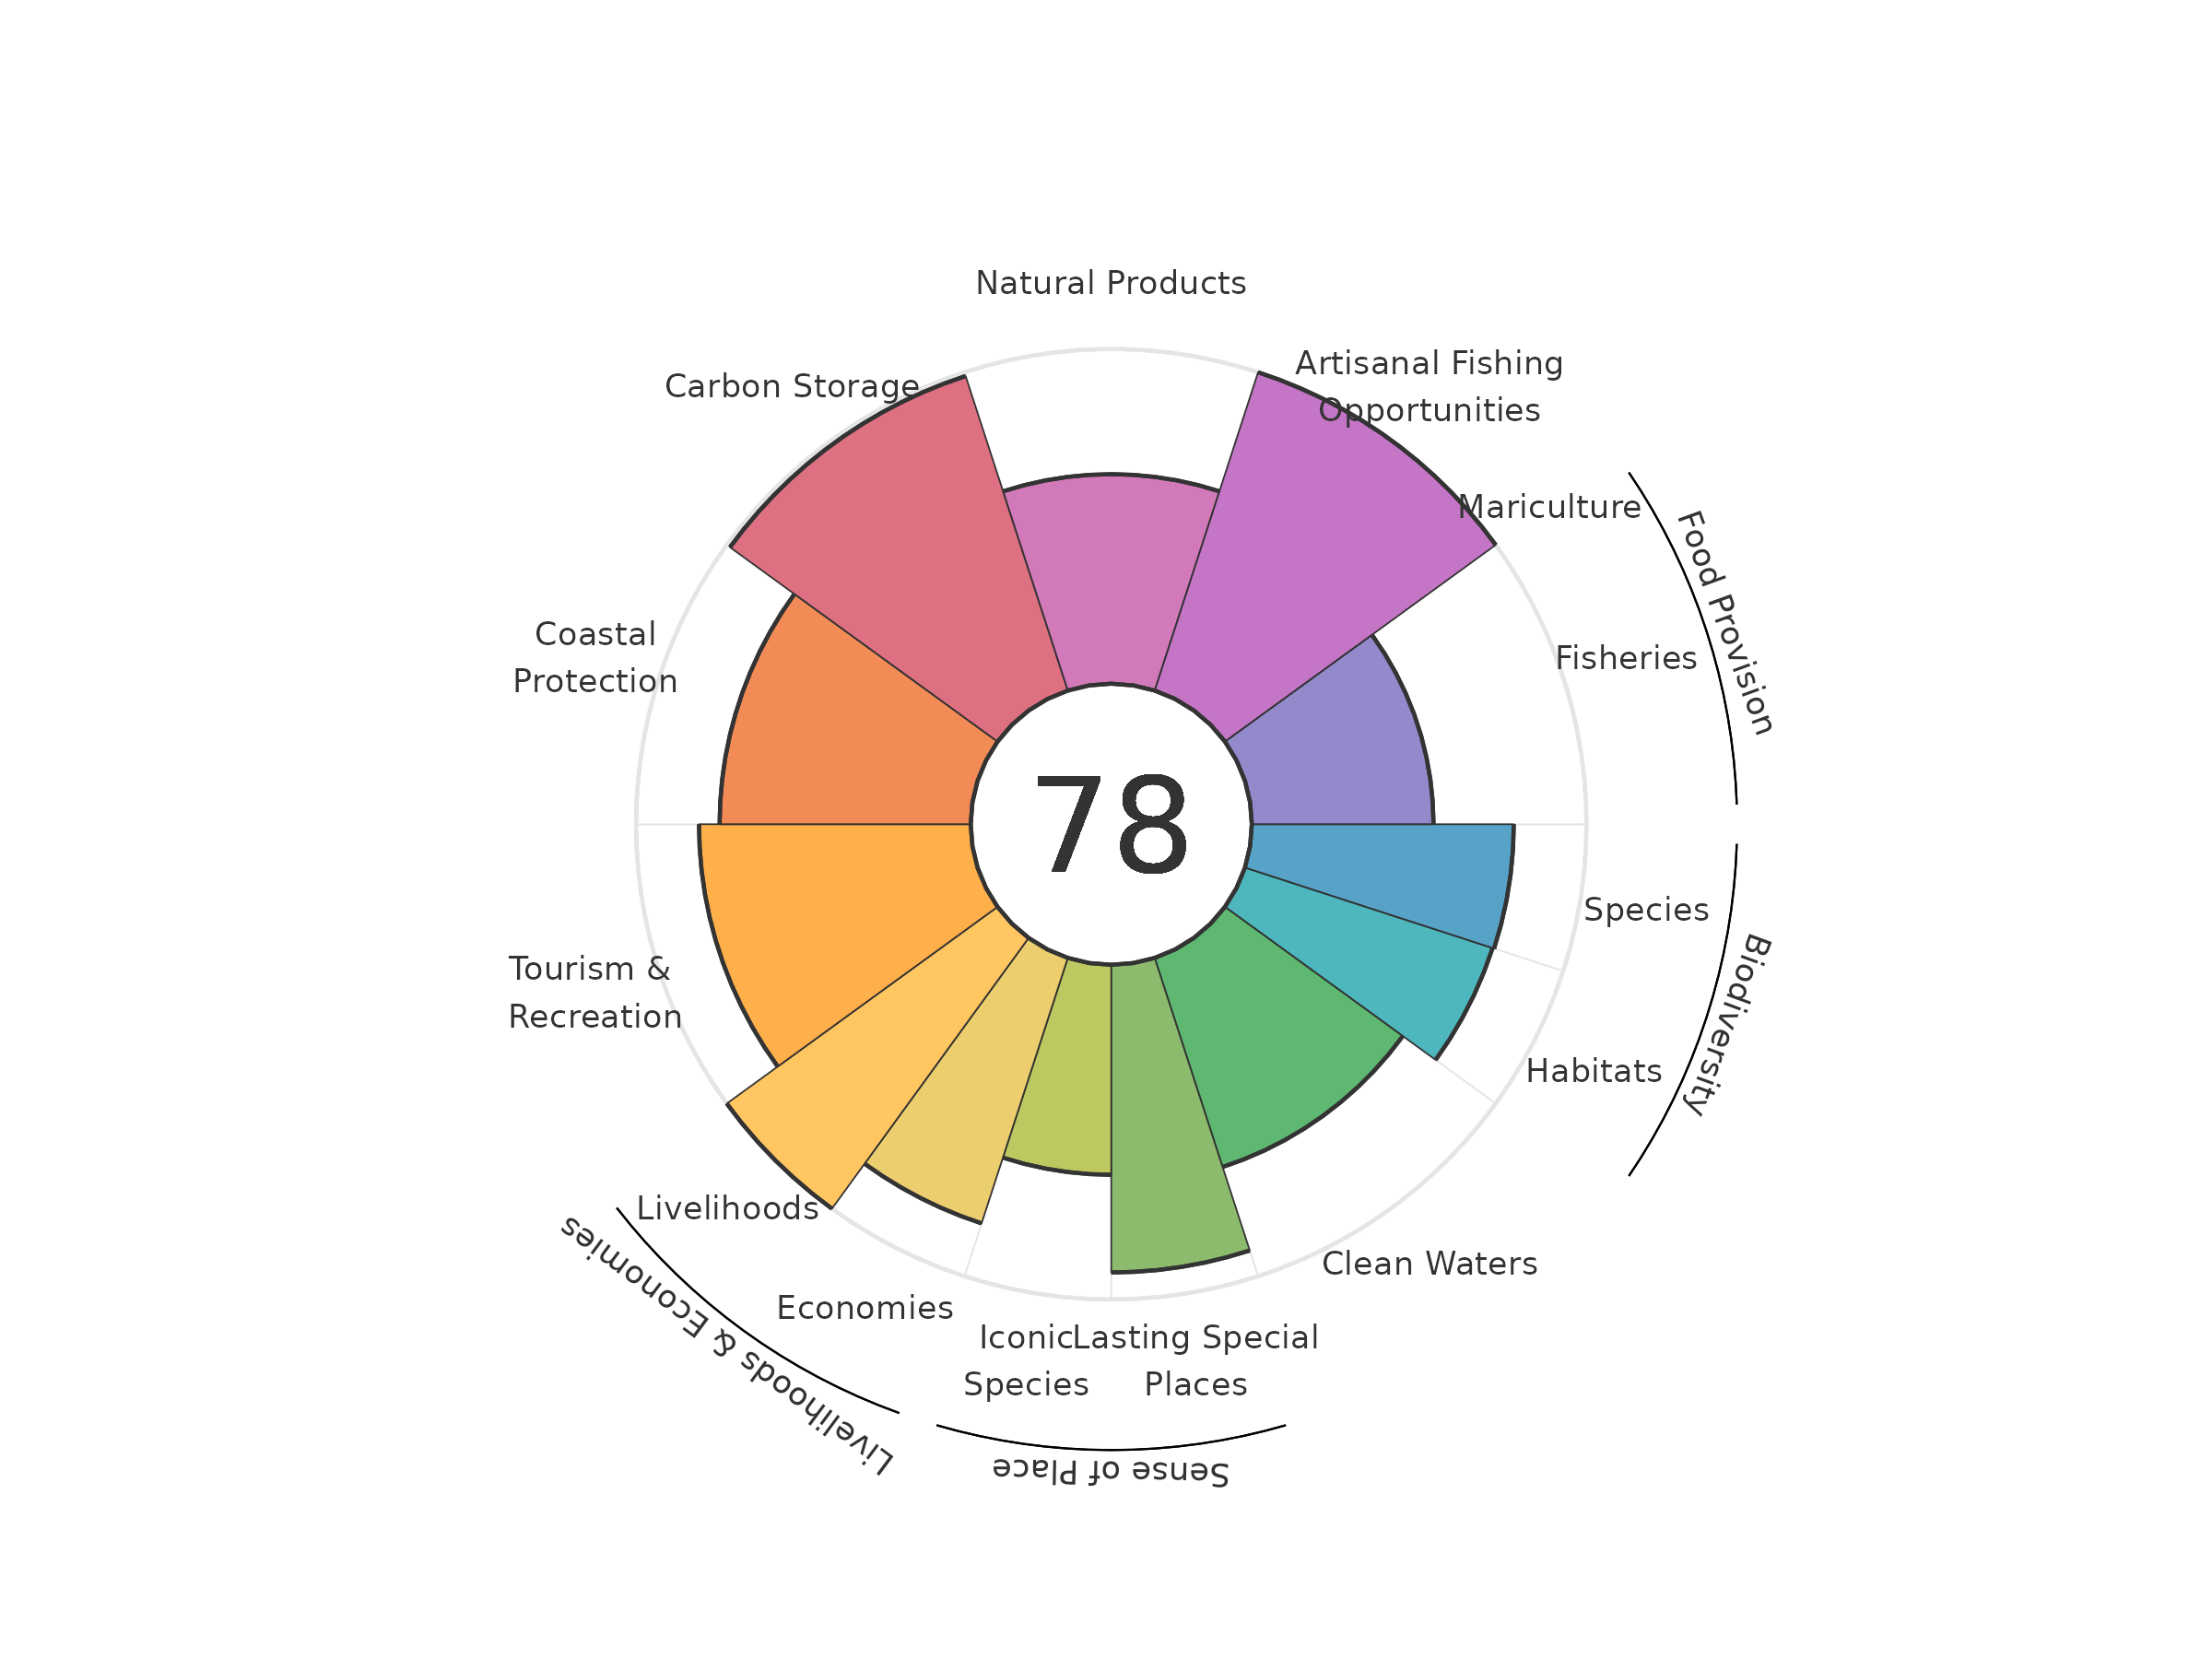 Natural Products
Artisanal Fishing
Opportunities
Carbon Storage
Mariculture
Food Provision
Coastal
Protection
Fisheries
78
Species
Biodiversity
Tourism &
Recreation
Habitats
Livelihoods
Clean Waters
Livelihoods & Economies
Economies
Iconic
Species
Lasting Special
Places
Sense of Place